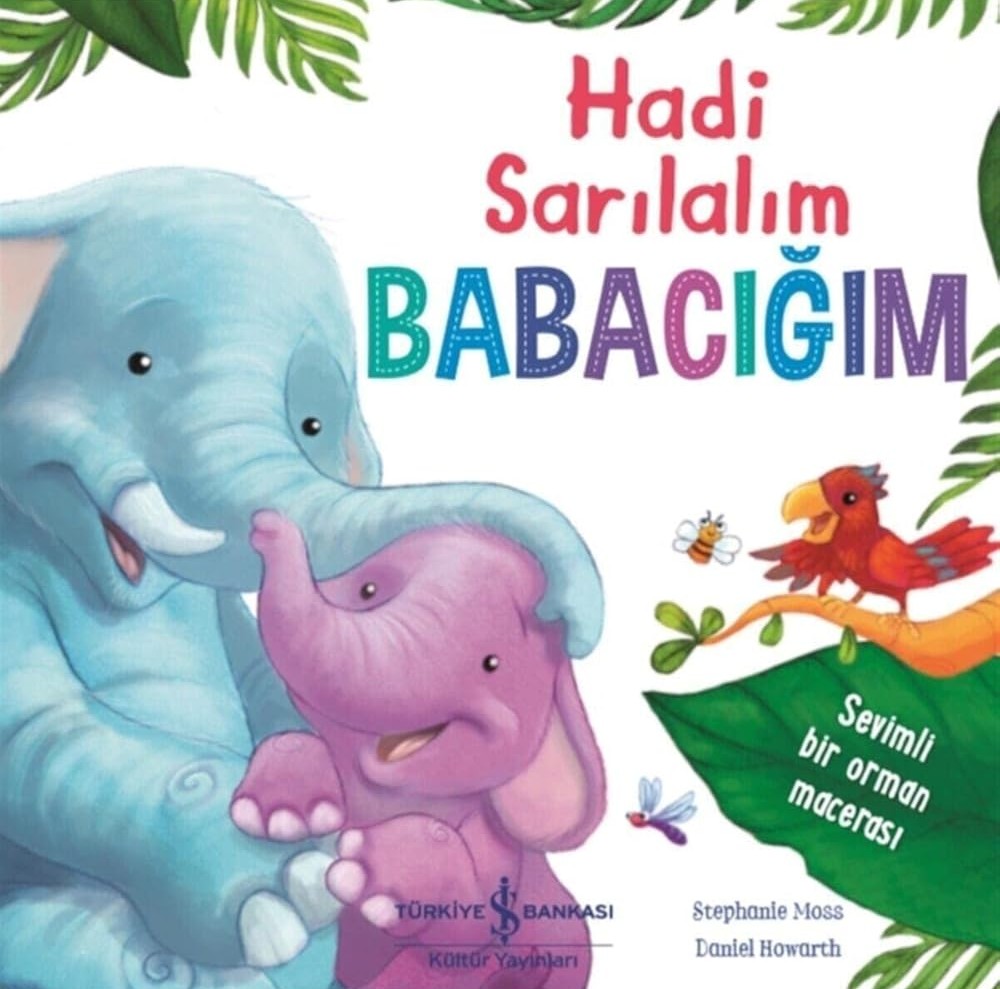 Hadi
Sarılalım
BABACIĞIM
Sevimli
bir orman
macerası
TÜRKİYE İŞ BANKASI
Kültür Yayınları
Stephanie Moss
Daniel Howarth